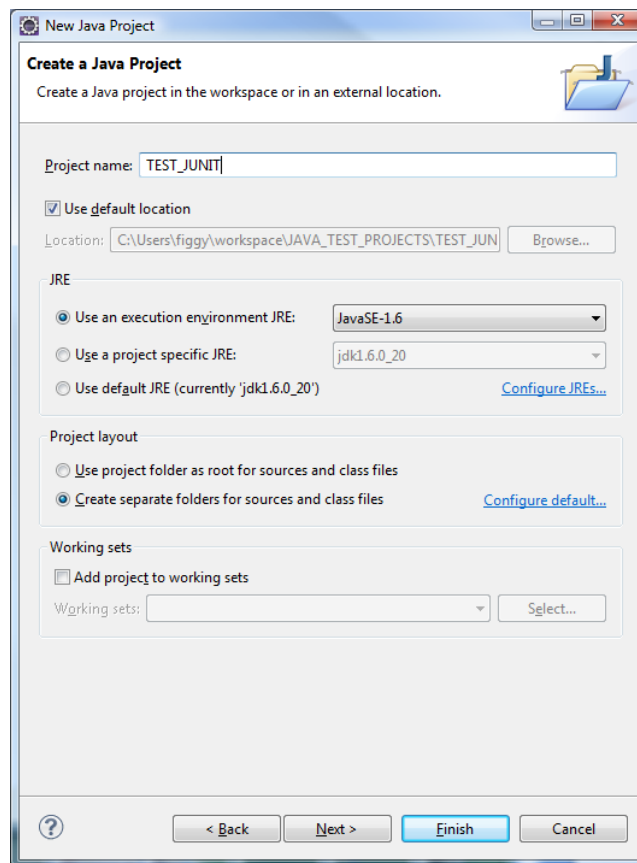 New Java Project
Create a Java Project
Create a Java project in the workspace or in an external location.
Project name: TEST_JUNIT
Use default location
Location: C:\Users\figgy\workspace\JAVA_TEST_PROJECTS\TEST_JUN Browse...
JRE
Use an execution environment JRE: JavaSE-1.6
Use a project specific JRE: jdk1.6.0_20
Use default JRE (currently 'jdk1.6.0_20') Configure JREs...
Project layout
Use project folder as root for sources and class files
Create separate folders for sources and class files Configure default...
Working sets
Add project to working sets
Working sets: Select...
? < Back Next > Finish Cancel